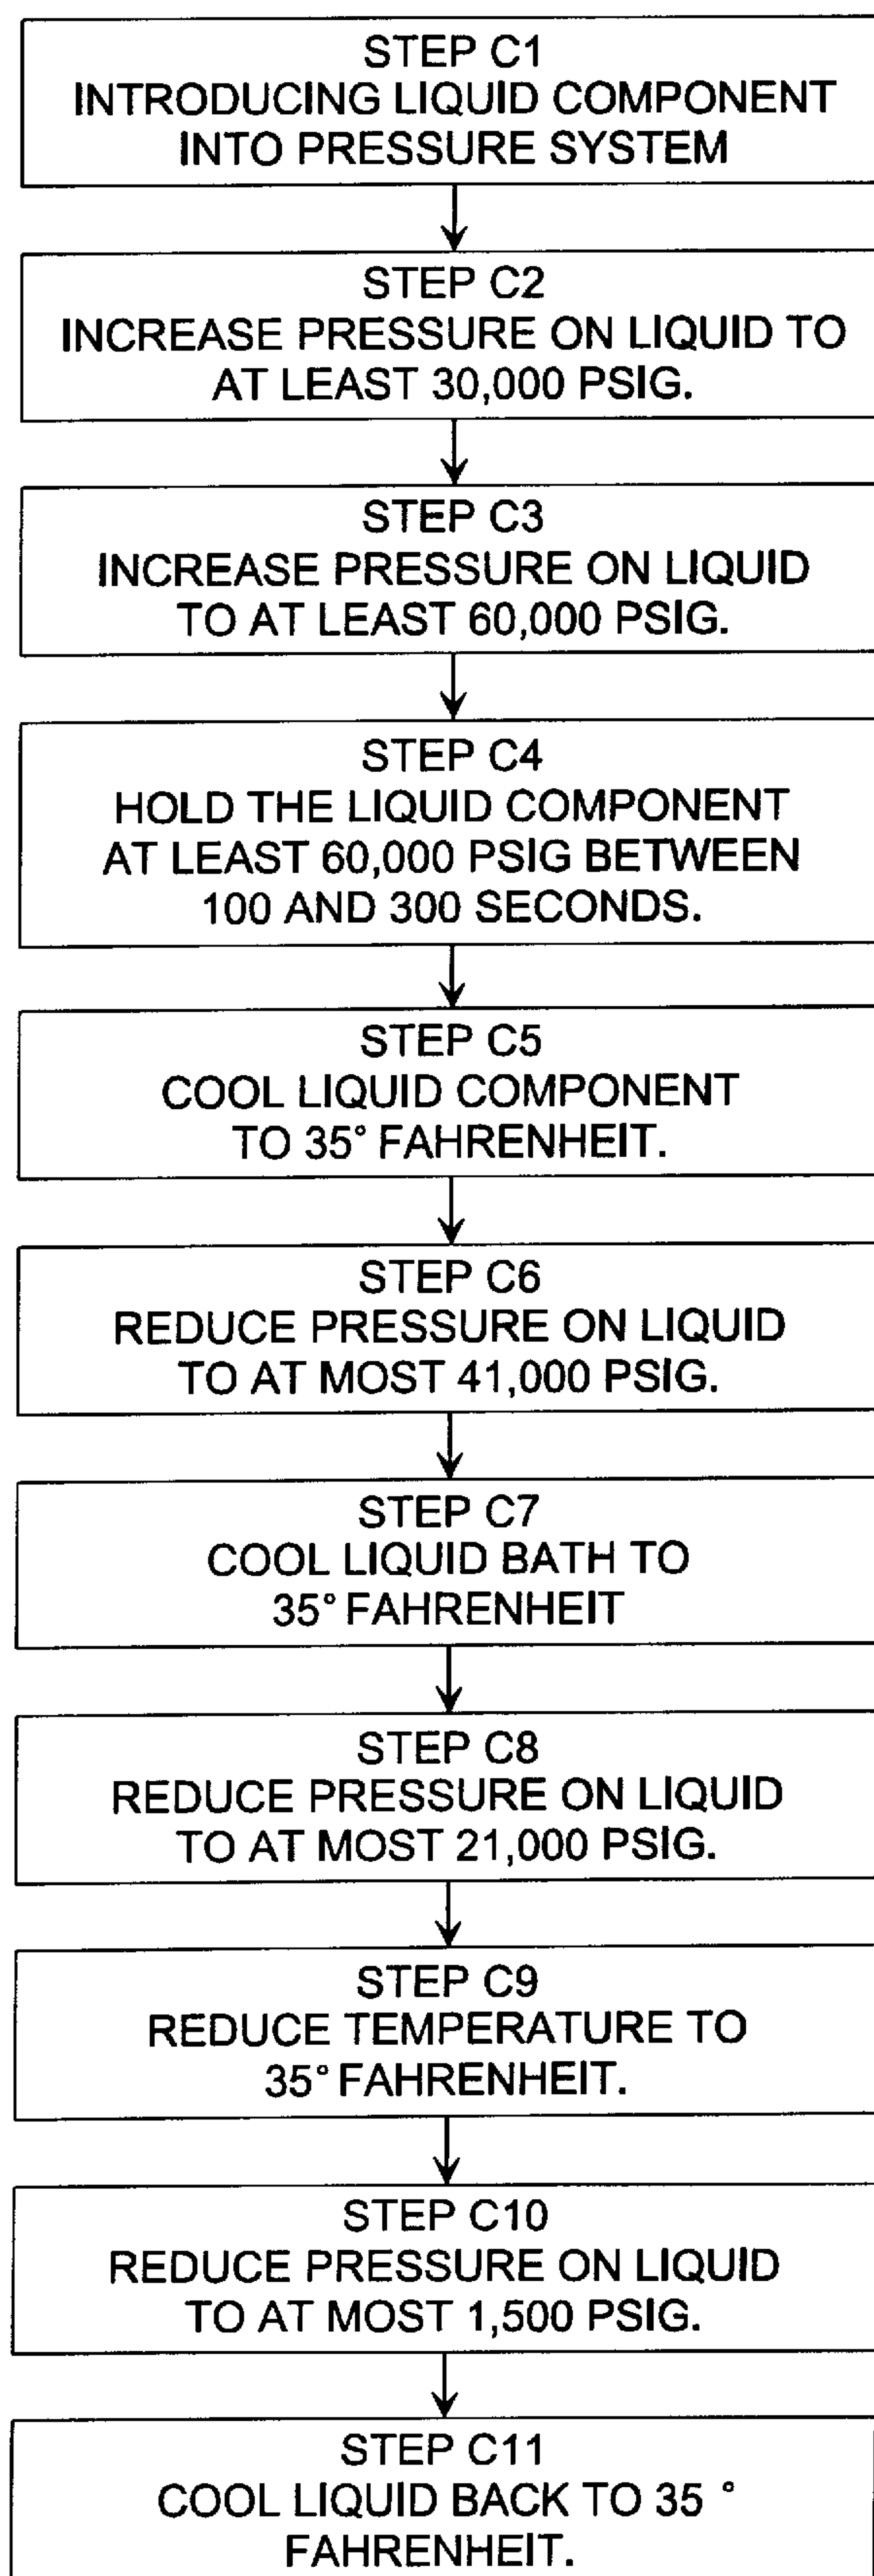 STEP C1
INTRODUCING LIQUID COMPONENT
INTO PRESSURE SYSTEM
STEP C2
INCREASE PRESSURE ON LIQUID TO
AT LEAST 30,000 PSIG.
STEP C3
INCREASE PRESSURE ON LIQUID
TO AT LEAST 60,000 PSIG.
STEP C4
HOLD THE LIQUID COMPONENT
AT LEAST 60,000 PSIG BETWEEN
100 AND 300 SECONDS.
STEP C5
COOL LIQUID COMPONENT
TO 35° FAHRENHEIT.
STEP C6
REDUCE PRESSURE ON LIQUID
TO AT MOST 41,000 PSIG.
STEP C7
COOL LIQUID BATH TO
35° FAHRENHEIT
STEP C8
REDUCE PRESSURE ON LIQUID
TO AT MOST 21,000 PSIG.
STEP C9
REDUCE TEMPERATURE TO
35° FAHRENHEIT.
STEP C10
REDUCE PRESSURE ON LIQUID
TO AT MOST 1,500 PSIG.
STEP C11
COOL LIQUID BACK TO 35 °
FAHRENHEIT.